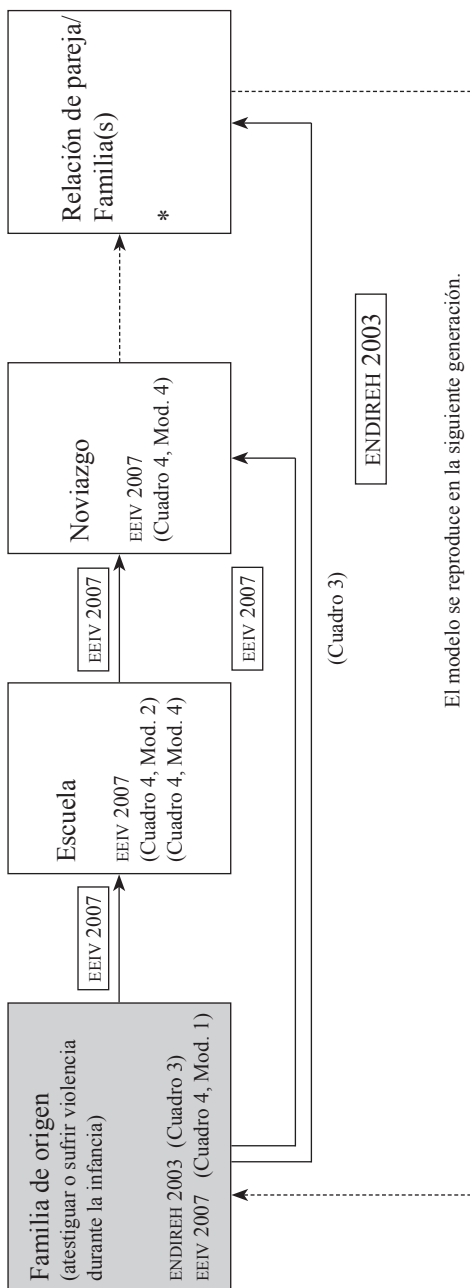 Familia de origen
(atestiguar o sufrir violencia
durante la infancia)
ENDIREH 2003 (Cuadro 3)
EEIV 2007 (Cuadro 4, Mod. 1)
EEIV 2007
Escuela
EEIV 2007
(Cuadro 4, Mod. 2)
(Cuadro 4, Mod. 4)
EEIV 2007
Noviazgo
EEIV 2007
(Cuadro 4, Mod. 4)
Relación de pareja/
Familia(s)
*
EEIV 2007
(Cuadro 3)
ENDIREH 2003
El modelo se reproduce en la siguiente generación.